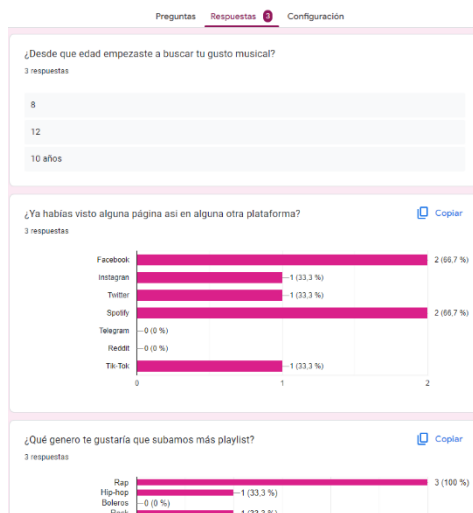 Preguntas Respuestas 3 Configuración
¿Desde que edad empezaste a buscar tu gusto musical?
3 respuestas
8
12
10 años
¿Ya habías visto alguna página asi en alguna otra plataforma?
Copiar
3 respuestas
Facebook 2 (66,7 %)
Instagran 1 (33,3 %)
Twitter 1 (33,3 %)
Spotify 2 (66,7 %)
Telegram 0 (0 %)
Reddit 0 (0 %)
Tik-Tok 1 (33,3 %)
0 1 2
¿Qué genero te gustaría que subamos más playlist?
Copiar
3 respuestas
Rap 3 (100 %)
Hip-hop 1 (33,3 %)
Boleros 0 (0 %)
Rock 1 (33,3 %)